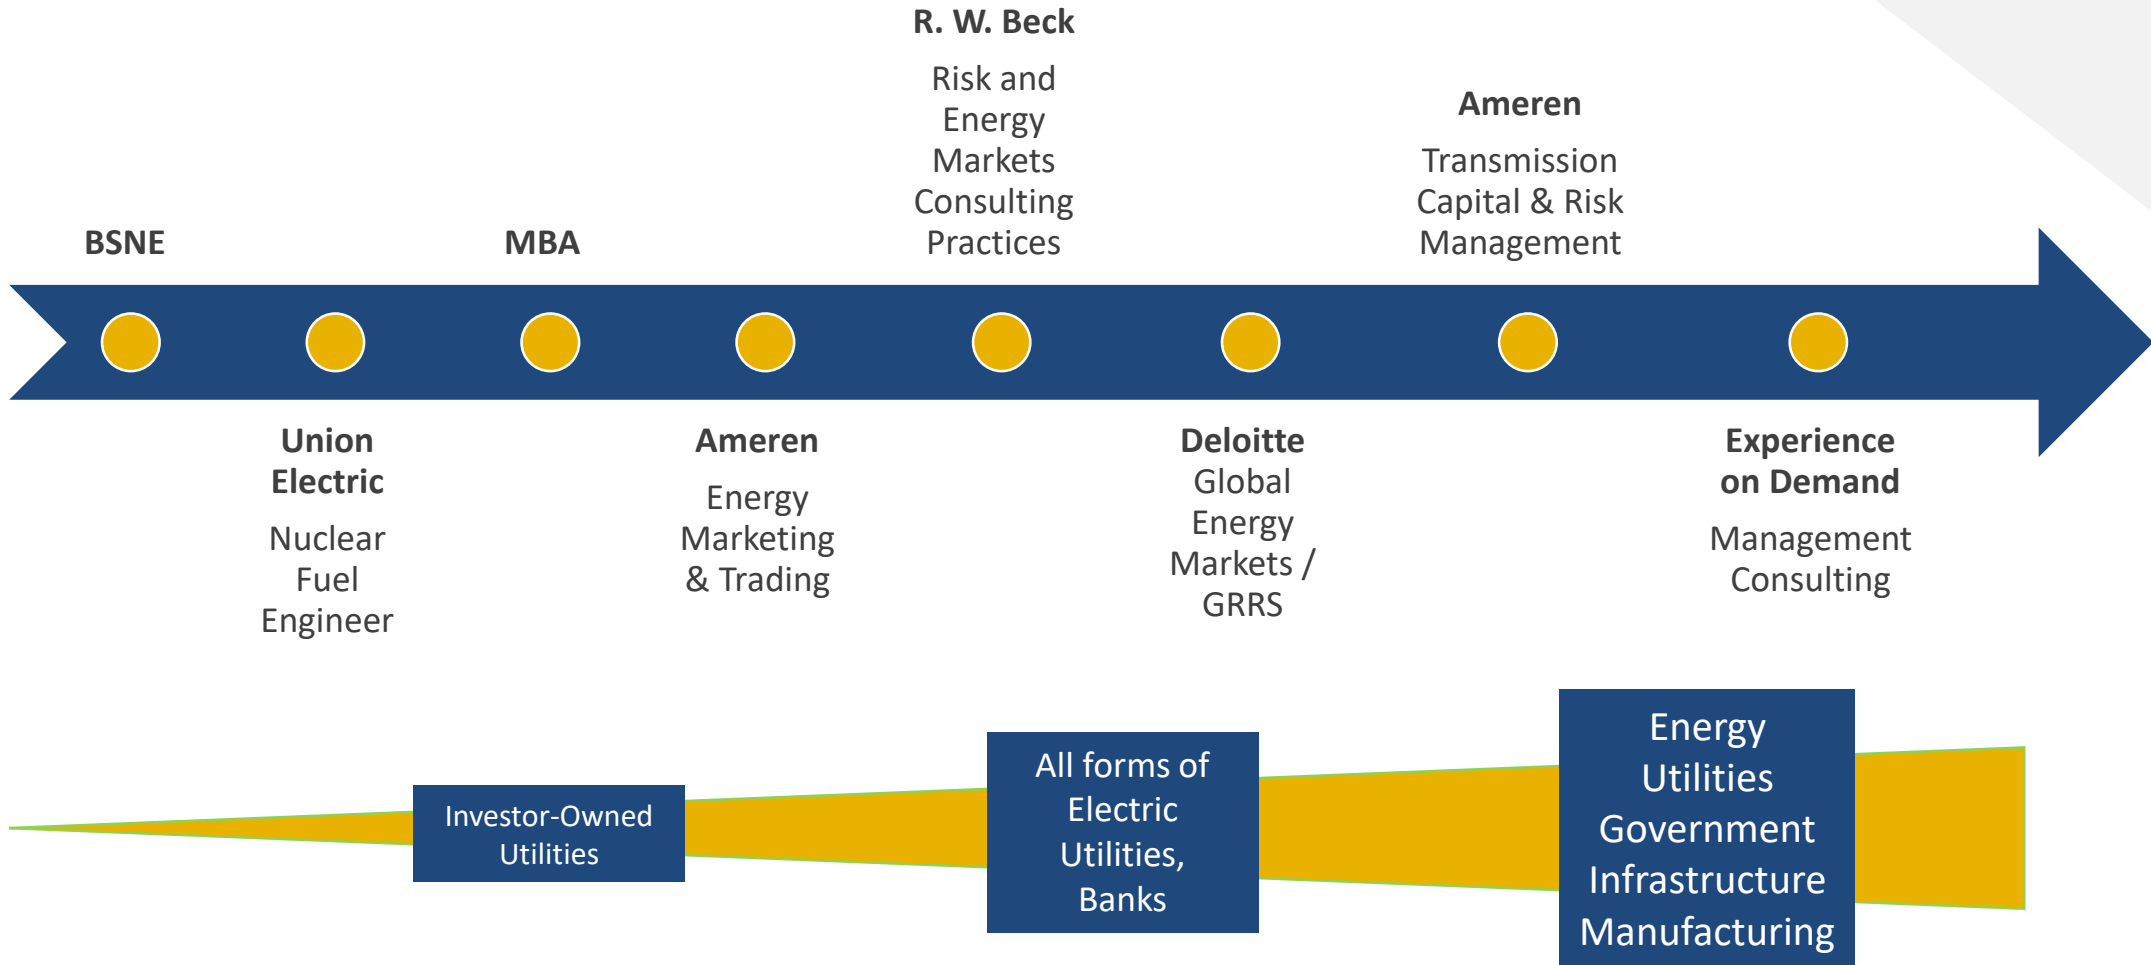 BSNE
Union
Electric
Nuclear
Fuel
Engineer
MBA
Ameren
Energy
Marketing
& Trading
R. W. Beck
Risk and
Energy
Markets
Consulting
Practices
Deloitte
Global
Energy
Markets /
GRRS
Ameren
Transmission
Capital & Risk
Management
Experience
on Demand
Management
Consulting
Investor-Owned
Utilities
All forms of
Electric
Utilities,
Banks
Energy
Utilities
Government
Infrastructure
Manufacturing